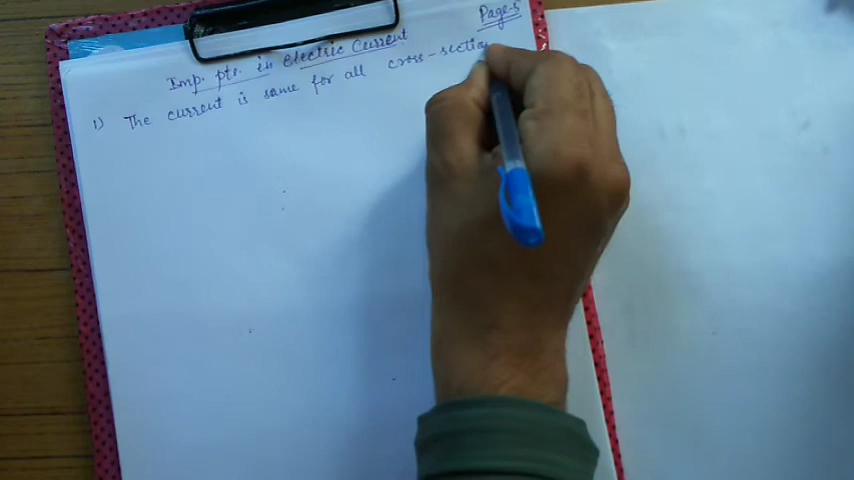 Page-5
Imp. pts. in Electric Current
1) The current is same for all cross-section